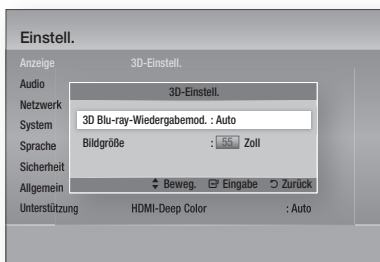 Einstell.
Anzeige 3D-Einstell.
Audio
3D-Einstell.
Netzwerk
System 3D Blu-ray-Wiedergabemod. : Auto
Sprache Bildgröße : 55 Zoll
Sicherheit
Allgemein Beweg. Eingabe Zurück
Unterstützung HDMI-Deep Color : Auto